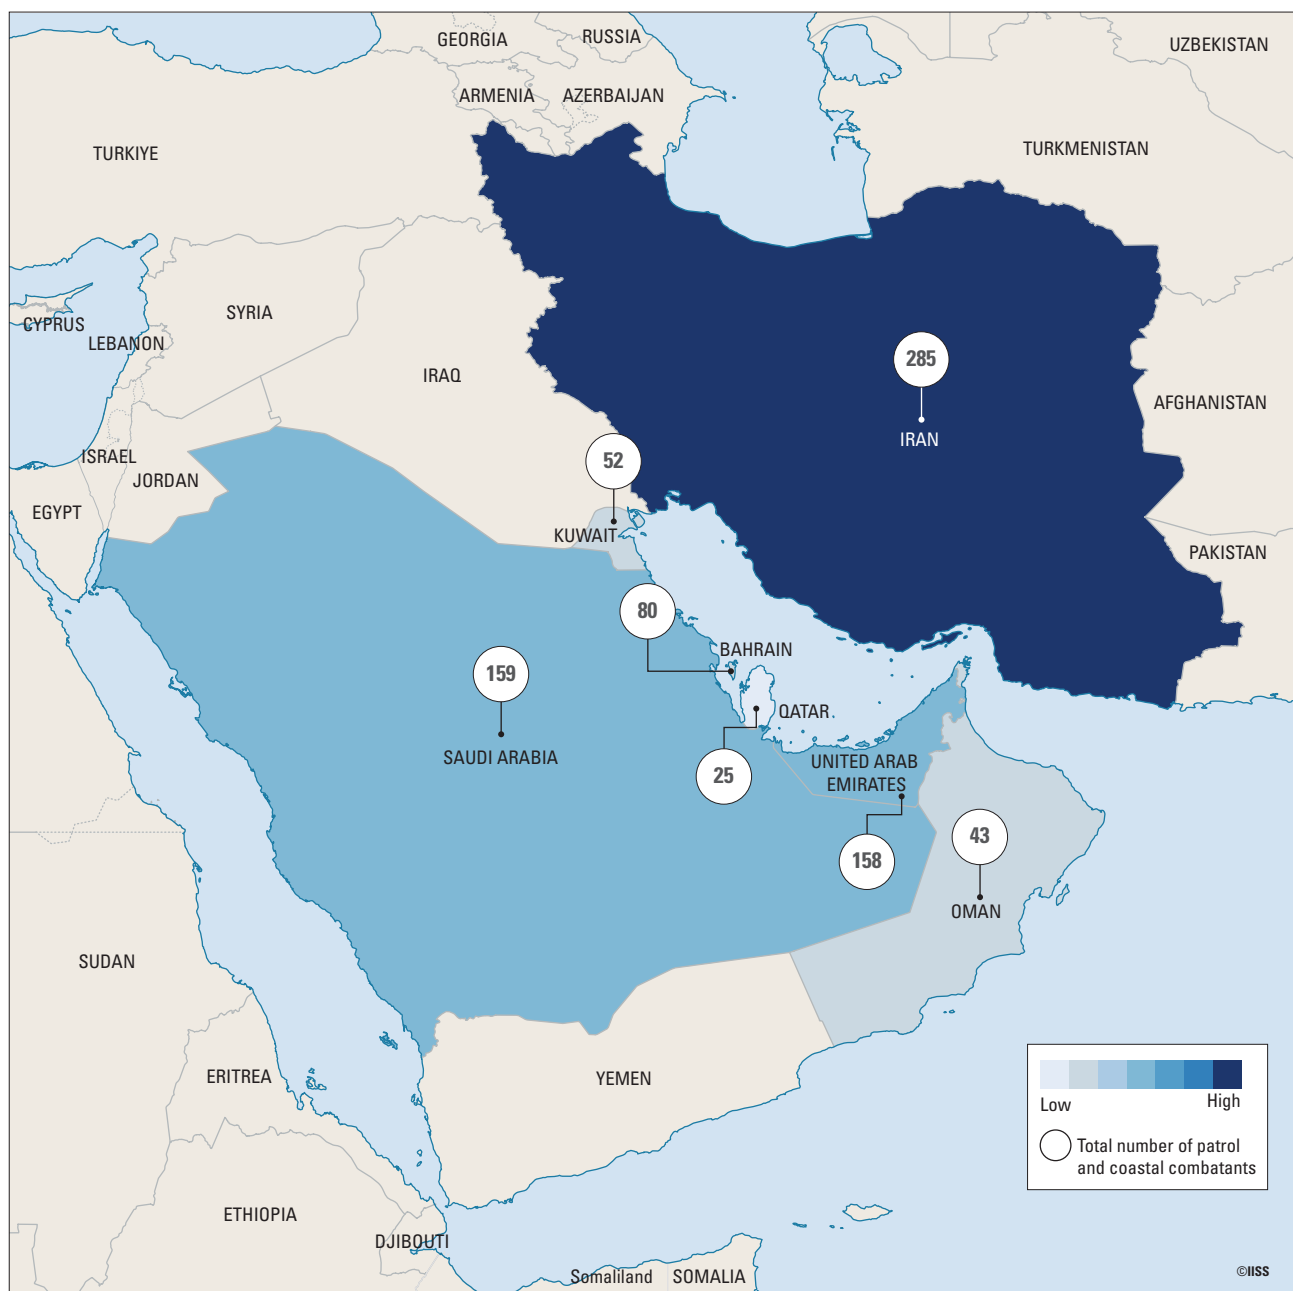 GEORGIA
RUSSIA
UZBEKISTAN
ARMENIA
AZERBAIJAN
TURKIYE
TURKMENISTAN
SYRIA
CYPRUS
LEBANON
IRAQ
285
IRAN
AFGHANISTAN
ISRAEL
JORDAN
52
EGYPT
KUWAIT
PAKISTAN
80
BAHRAIN
159
QATAR
SAUDI ARABIA
25
UNITED ARAB
EMIRATES
43
158
OMAN
SUDAN
ERITREA
YEMEN
Low
High
Total number of patrol
and coastal combatants
ETHIOPIA
DJIBOUTI
Somaliland
SOMALIA
©IISS